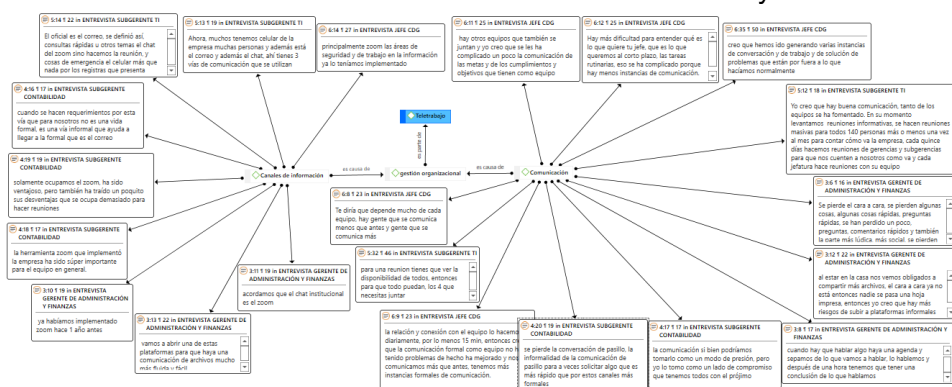 5:14 ¶ 22 in ENTREVISTA SUBGERENTE TI
El oficial es el correo, se definió así, consultas rápidas u otros temas el chat del zoom sino hacemos la reunión, y cosas de emergencia el celular más que nada por los registros que presenta
5:13 ¶ 19 in ENTREVISTA SUBGERENTE TI
Ahora, muchos tenemos celular de la empresa muchas personas y además está el correo y además el chat, ahí tienes 3 vías de comunicación que se utilizan
6:14 ¶ 27 in ENTREVISTA JEFE CDG
principalmente zoom las áreas de seguridad y de trabajo en la información ya lo teníamos implementado
6:11 ¶ 25 in ENTREVISTA JEFE CDG
hay otros equipos que también se juntan y yo creo que se les ha complicado un poco la comunicación de las metas y de los cumplimientos y objetivos que tienen como equipo
6:12 ¶ 25 in ENTREVISTA JEFE CDG
Hay más dificultad para entender qué es lo que quiere tu jefe, que es lo que queremos al corto plazo, las tareas rutinarias, eso se ha complicado porque hay menos instancias de comunicación.
6:35 ¶ 50 in ENTREVISTA JEFE CDG
creo que hemos ido generando varias instancias de conversación y de trabajo y de solución de problemas que están por fuera a lo que hacíamos normalmente
4:16 ¶ 17 in ENTREVISTA SUBGERENTE CONTABILIDAD
cuando se hacen requerimientos por esta vía que para nosotros no es una vida formal, es una vía informal que ayuda a llegar a la formal que es el correo
Teletrabajo
es parte de
5:12 ¶ 18 in ENTREVISTA SUBGERENTE TI
Yo creo que hay buena comunicación, tanto de los equipos se ha fomentado. En su momento levantamos reuniones informativas, se hacen reuniones masivas para todos 140 personas más o menos una vez al mes para contar cómo va la empresa, cada quince días hacemos reuniones de gerencias y subgerencias para que nos cuenten a nosotros como va y cada jefatura hace reuniones con su equipo
4:19 ¶ 19 in ENTREVISTA SUBGERENTE CONTABILIDAD
solamente ocupamos el zoom, ha sido ventajoso, pero también ha traído un poquito sus desventajas que se ocupa demasiado para hacer reuniones
Canales de información
es causa de
gestión organizacional
es causa de
Comunicación
6:8 ¶ 23 in ENTREVISTA JEFE CDG
Te diría que depende mucho de cada equipo, hay gente que se comunica menos que antes y gente que se comunica más
3:6 ¶ 16 in ENTREVISTA GERENTE DE ADMINISTRACIÓN Y FINANZAS
Se pierde el cara a cara, se pierden algunas cosas, algunas cosas rápidas, preguntas rápidas, se han perdido un poco, preguntas, comentarios rápidos y también la parte más lúdica, más social, se pierden
4:18 ¶ 17 in ENTREVISTA SUBGERENTE CONTABILIDAD
la herramienta zoom que implementó la empresa ha sido súper importante para el equipo en general.
5:32 ¶ 46 in ENTREVISTA SUBGERENTE TI
para una reunion tienes que ver la disponibilidad de todos, entonces para que todo puedan, los 4 que necesitas juntar
3:12 ¶ 22 in ENTREVISTA GERENTE DE ADMINISTRACIÓN Y FINANZAS
al estar en la casa nos vemos obligados a compartir más archivos, el cara a cara ya no está entonces nadie se pasa una hoja impresa, entonces yo creo que hay más riesgos de subir a plataformas informales
3:11 ¶ 19 in ENTREVISTA GERENTE DE ADMINISTRACIÓN Y FINANZAS
acordamos que el chat institucional es el zoom
3:10 ¶ 19 in ENTREVISTA GERENTE DE ADMINISTRACIÓN Y FINANZAS
ya habíamos implementado zoom hace 1 año antes
3:13 ¶ 22 in ENTREVISTA GERENTE DE ADMINISTRACIÓN Y FINANZAS
vamos a abrir una de estas plataformas para que haya una comunicación de archivos mucho más fluida y fácil
6:9 ¶ 23 in ENTREVISTA JEFE CDG
la relación y conexión con el equipo lo hacemos diariamente, por lo menos 15 min, entonces que la comunicación formal como equipo no tenido problemas de hecho ha mejorado y nos comunicamos más que antes, tenemos más instancias formales de comunicación.
4:20 ¶ 19 in ENTREVISTA SUBGERENTE CONTABILIDAD
se pierde la conversación de pasillo, la informalidad de la comunicación de pasillo para a veces solicitar algo que es más rápido que por estos canales más formales
4:17 ¶ 17 in ENTREVISTA SUBGERENTE CONTABILIDAD
la comunicación si bien podríamos tomarlo como un modo de presión, pero yo lo tomo como un lado de compromiso que tenemos todos con el prójimo
3:8 ¶ 17 in ENTREVISTA GERENTE DE ADMINISTRACIÓN Y FINANZAS
cuando hay que hablar algo haya una agenda y sepamos de lo que vamos a hablar, lo hablemos y después de una hora tenemos que tener una conclusión de lo que hablamos